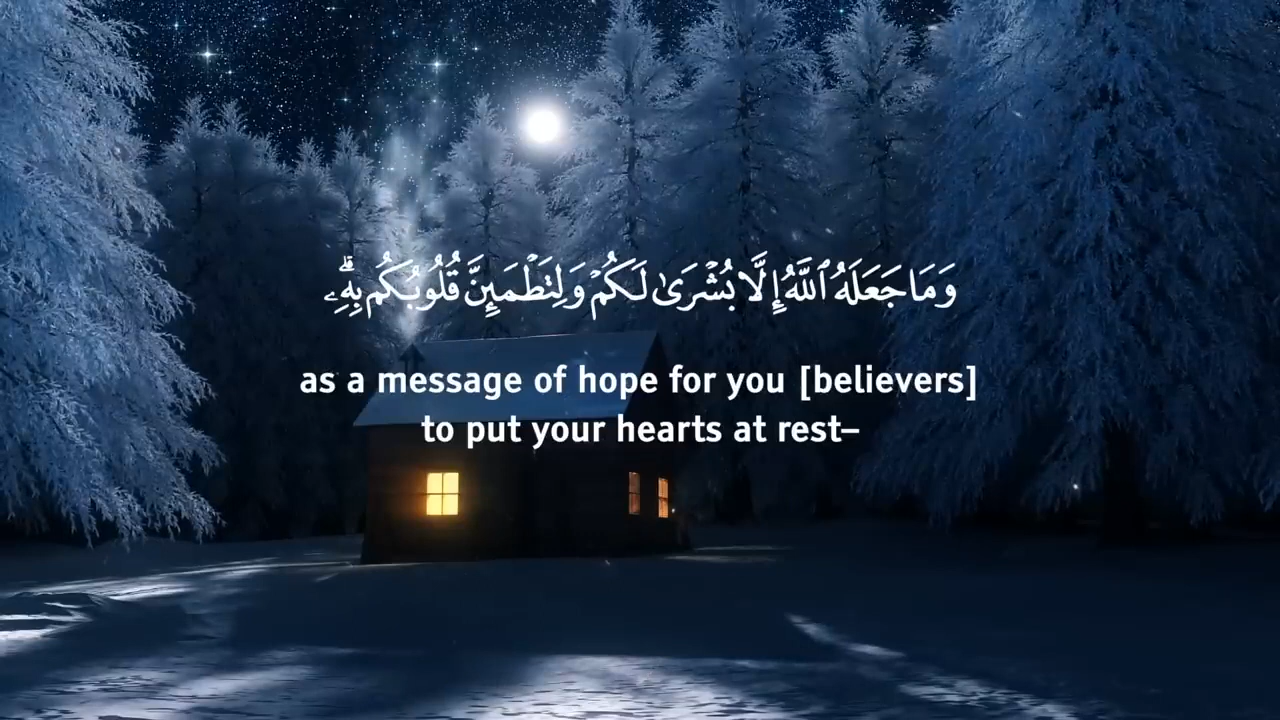 وَمَا جَعَلَهُ ٱللَّهُ إِلَّا بُشْرَىٰ لَكُمْ وَلِتَطْمَئِنَّ قُلُوبُكُم بِهِۦۗ
as a message of hope for you [believers]
to put your hearts at rest–